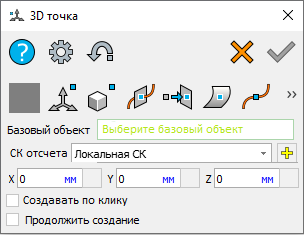 3D точка
Базовый объект Выберите базовый объект
СК отсчета Локальная СК
X 0 мм Y 0 мм Z 0 мм
Создавать по клику
Продолжить создание